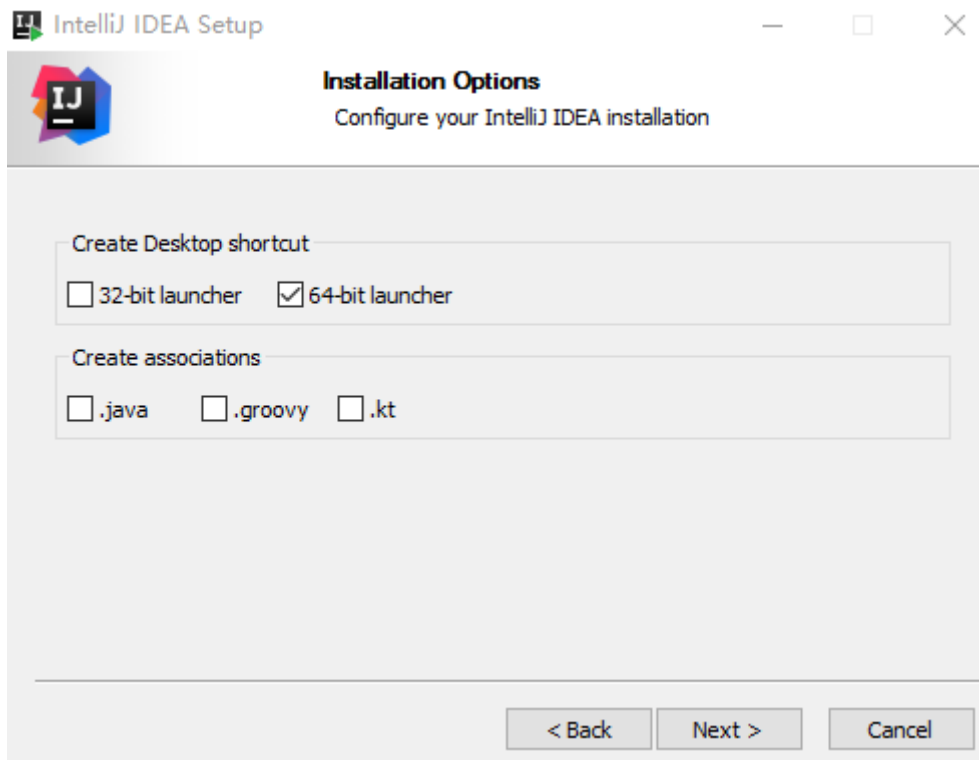 IntelliJ IDEA Setup
IJ
Installation Options
Configure your IntelliJ IDEA installation
Create Desktop shortcut
32-bit launcher 64-bit launcher
Create associations
.java .groovy .kt
< Back Next > Cancel